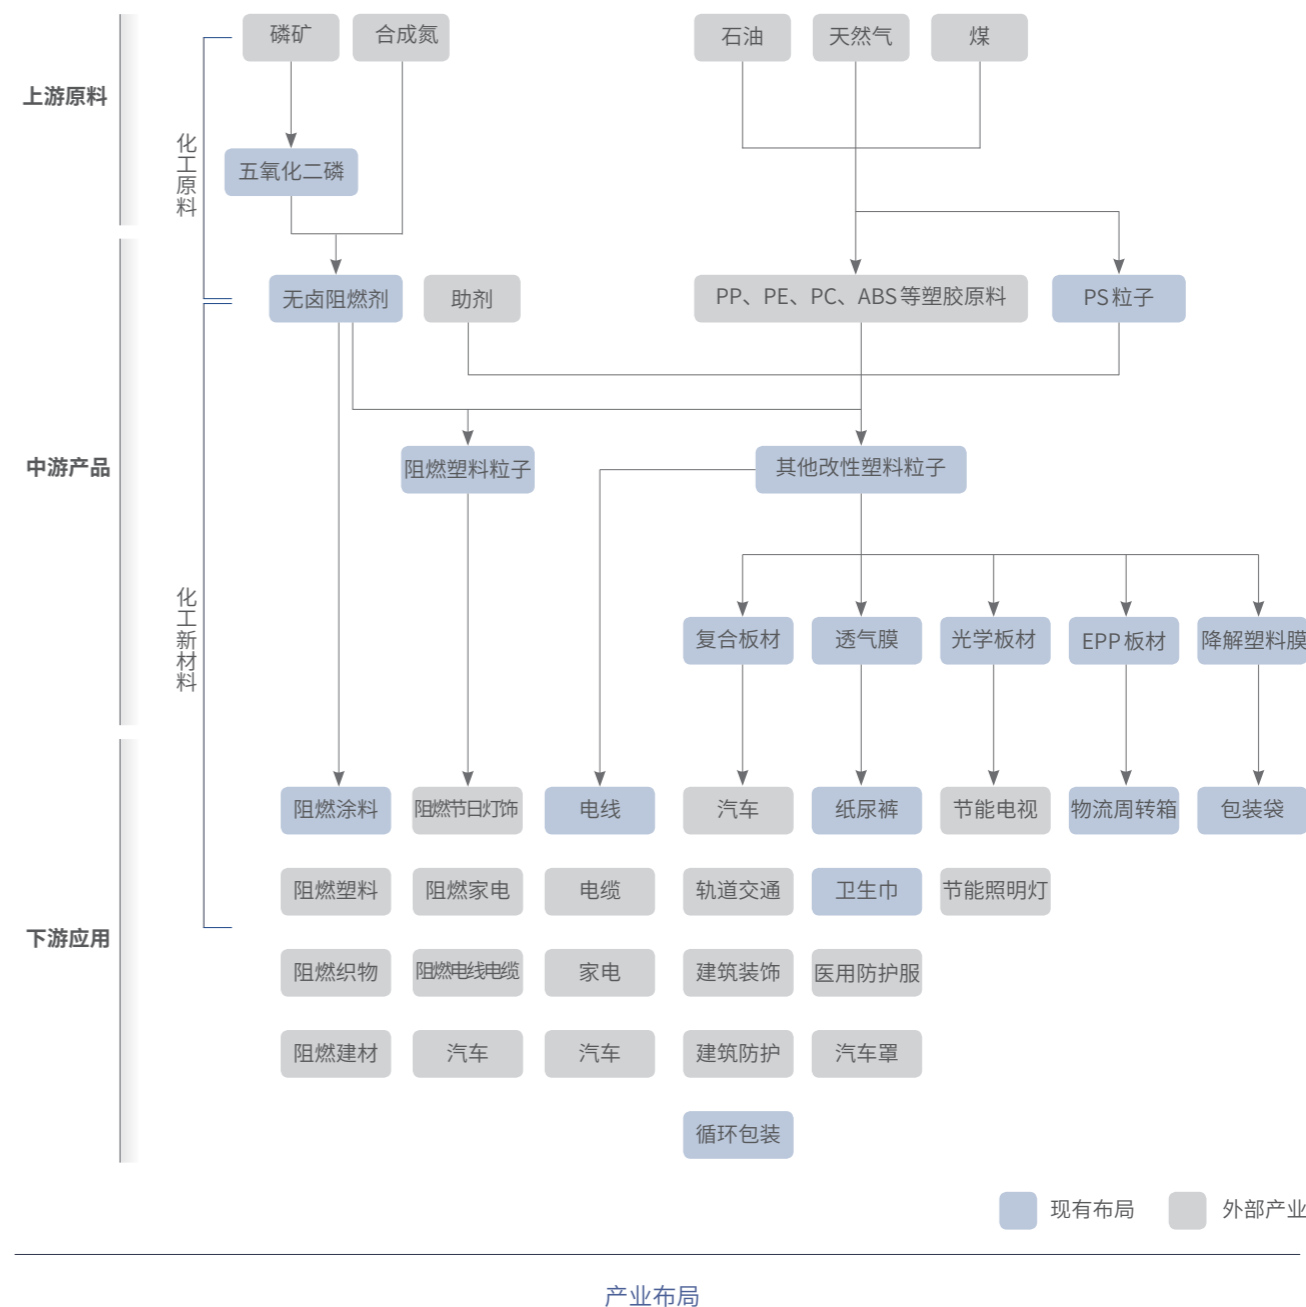 磷矿
合成氮
石油
天然气
煤
上游原料
化工原料
五氧化二磷
无卤阻燃剂
助剂
PP、PE、PC、ABS等塑胶原料
PS粒子
中游产品
阻燃塑料粒子
其他改性塑料粒子
化工新材料
复合板材
透气膜
光学板材
EPP板材
降解塑料膜
阻燃涂料
阻燃节日灯饰
电线
汽车
纸尿裤
节能电视
物流周转箱
包装袋
阻燃塑料
阻燃家电
电缆
轨道交通
卫生巾
节能照明灯
下游应用
阻燃织物
阻燃电线电缆
家电
建筑装饰
医用防护服
阻燃建材
汽车
汽车
建筑防护
汽车罩
循环包装
现有布局
外部产业
产业布局